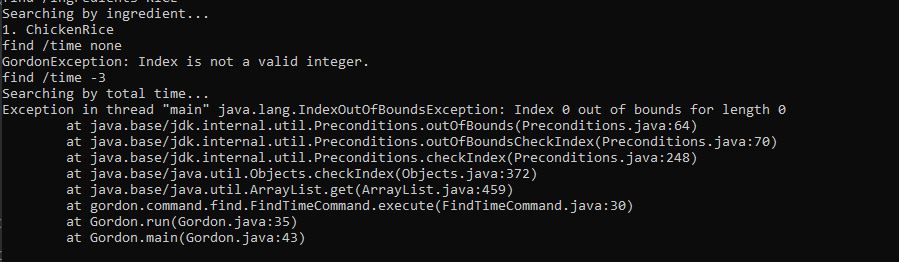 find /ingredients Rice
Searching by ingredient...
1. ChickenRice
find /time none
GordonException: Index is not a valid integer.
find /time -3
Searching by total time...
Exception in thread "main" java.lang.IndexOutOfBoundsException: Index 0 out of bounds for length 0
        at java.base/jdk.internal.util.Preconditions.outOfBounds(Preconditions.java:64)
        at java.base/jdk.internal.util.Preconditions.outOfBoundsCheckIndex(Preconditions.java:70)
        at java.base/jdk.internal.util.Preconditions.checkIndex(Preconditions.java:248)
        at java.base/java.util.Objects.checkIndex(Objects.java:372)
        at java.base/java.util.ArrayList.get(ArrayList.java:459)
        at gordon.command.find.FindTimeCommand.execute(FindTimeCommand.java:30)
        at Gordon.run(Gordon.java:35)
        at Gordon.main(Gordon.java:43)